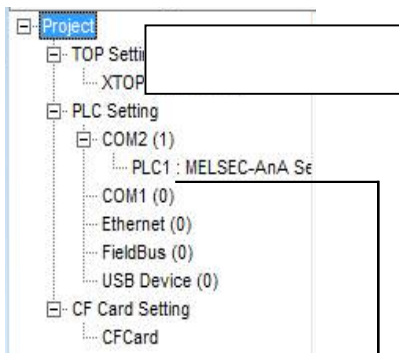 Project
TOP Setti
XTOP
PLC Setting
COM2 (1)
PLC1 : MELSEC-AnA Se
COM1 (0)
Ethernet (0)
FieldBus (0)
USB Device (0)
CF Card Setting
CFCard